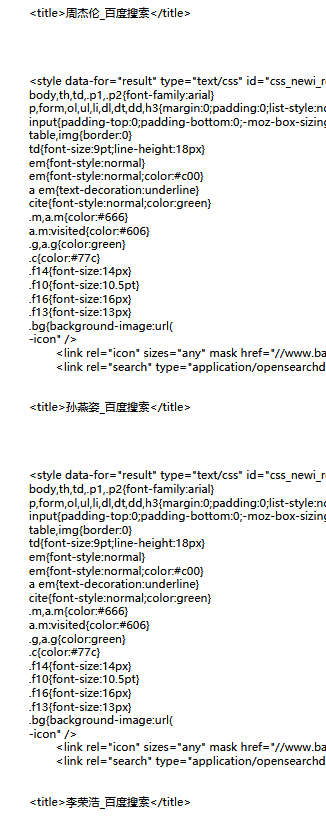 <title>周杰伦_百度搜索</title>
<style data-for="result" type="text/css" id="css_newi_re
body,th,td,.p1,.p2{font-family:arial}
p,form,ol,ul,li,dl,dt,dd,h3{margin:0;padding:0;list-style:no
input{padding-top:0;padding-bottom:0;-moz-box-sizing
table,img{border:0}
td{font-size:9pt;line-height:18px}
em{font-style:normal}
em{font-style:normal;color:#c00}
a em{text-decoration:underline}
cite{font-style:normal;color:green}
.m,a.m{color:#666}
a.m:visited{color:#606}
.g,a.g{color:green}
.c{color:#77c}
.f14{font-size:14px}
.f10{font-size:10.5pt}
.f16{font-size:16px}
.f13{font-size:13px}
.bg{background-image:url(
-icon" />
<link rel="icon" sizes="any" mask href="//www.ba
<link rel="search" type="application/opensearchd
<title>孙燕姿_百度搜索</title>
<style data-for="result" type="text/css" id="css_newi_re
body,th,td,.p1,.p2{font-family:arial}
p,form,ol,ul,li,dl,dt,dd,h3{margin:0;padding:0;list-style:no
input{padding-top:0;padding-bottom:0;-moz-box-sizing
table,img{border:0}
td{font-size:9pt;line-height:18px}
em{font-style:normal}
em{font-style:normal;color:#c00}
a em{text-decoration:underline}
cite{font-style:normal;color:green}
.m,a.m{color:#666}
a.m:visited{color:#606}
.g,a.g{color:green}
.c{color:#77c}
.f14{font-size:14px}
.f10{font-size:10.5pt}
.f16{font-size:16px}
.f13{font-size:13px}
.bg{background-image:url(
-icon" />
<link rel="icon" sizes="any" mask href="//www.ba
<link rel="search" type="application/opensearchd
<title>李荣浩_百度搜索</title>